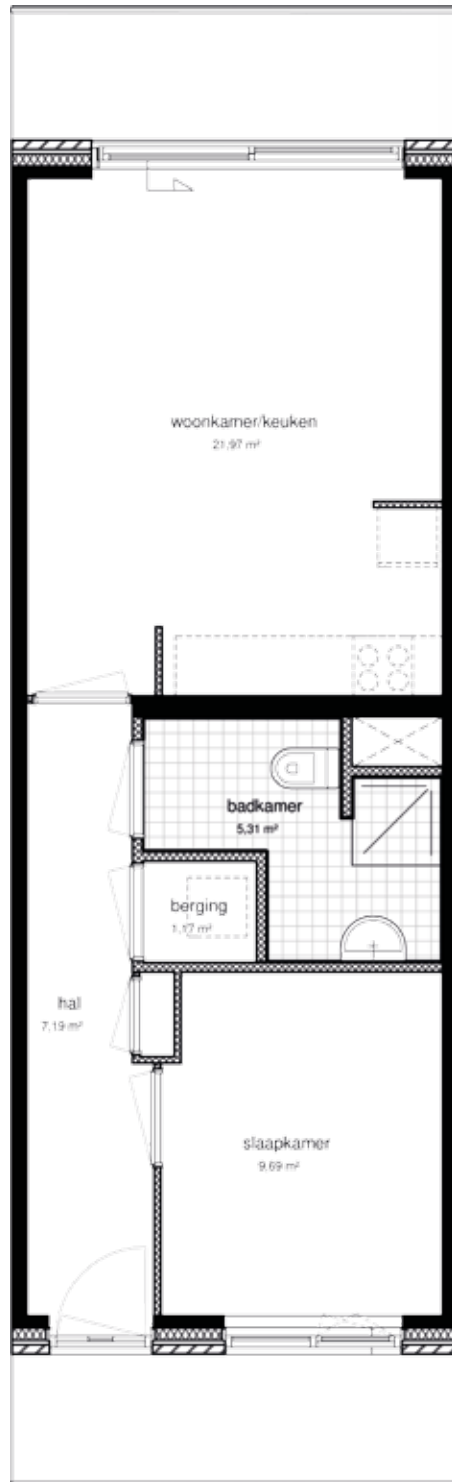 woonkamer/keuken
21,97 m²
badkamer
5,31 m²
berging
1,17 m²
hal
7,19 m²
slaapkamer
9,69 m²